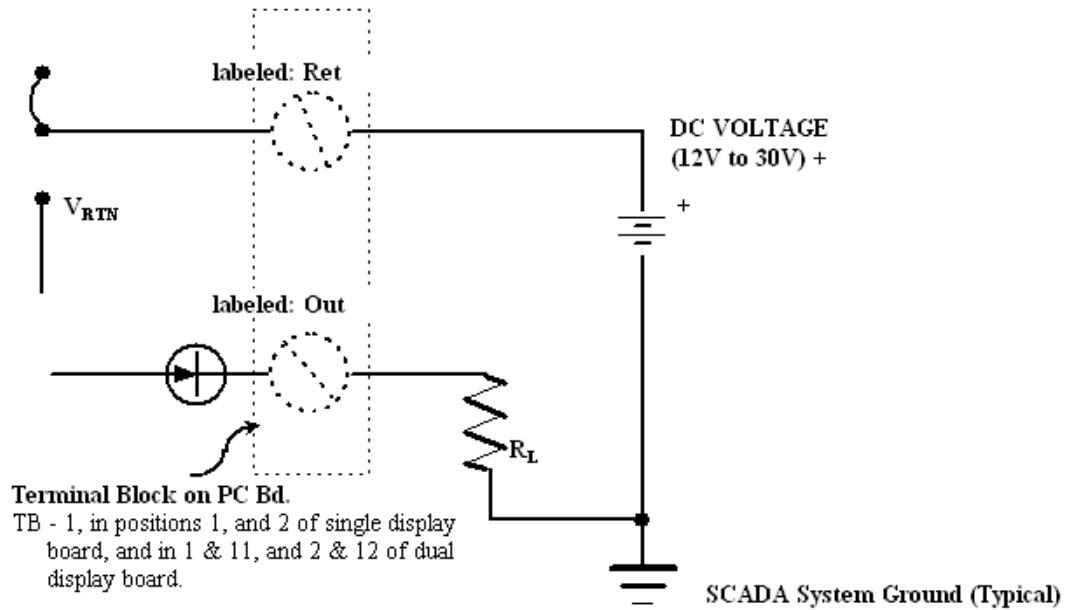 labeled: Ret
DC VOLTAGE
(12V to 30V) +
+
VRTN
labeled: Out
RL
Terminal Block on PC Bd.
TB - 1, in positions 1, and 2 of single display
board, and in 1 & 11, and 2 & 12 of dual
display board.
SCADA System Ground (Typical)